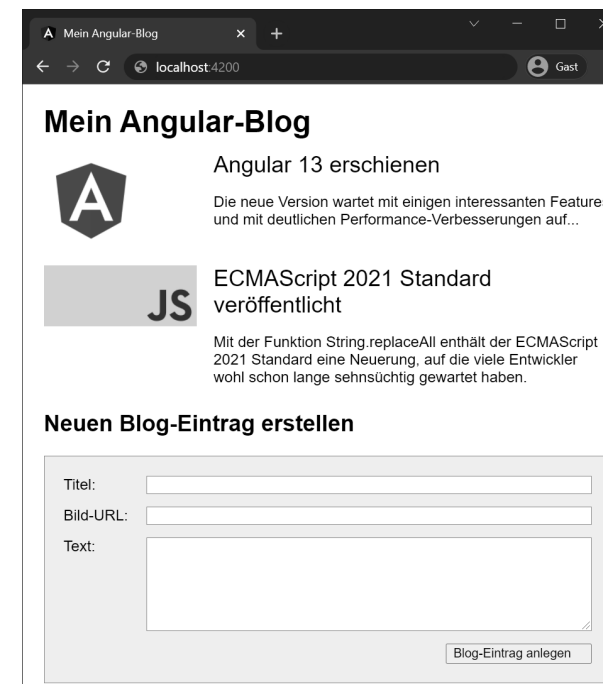 Mein Angular-Blog
localhost:4200
Gast
Mein Angular-Blog
Angular 13 erschienen
Die neue Version wartet mit einigen interessanten Features
und mit deutlichen Performance-Verbesserungen auf...
JS
ECMAScript 2021 Standard
veröffentlicht
Mit der Funktion String.replaceAll enthält der ECMAScript
2021 Standard eine Neuerung, auf die viele Entwickler
wohl schon lange sehnsüchtig gewartet haben.
Neuen Blog-Eintrag erstellen
Titel:
Bild-URL:
Text:
Blog-Eintrag anlegen